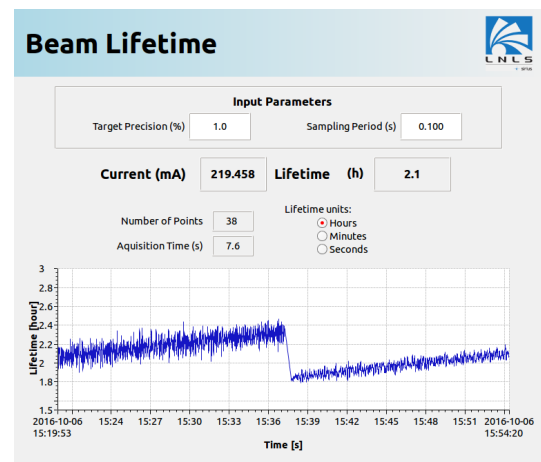 Beam Lifetime
LNLS
Input Parameters
Target Precision (%) 1.0 Sampling Period (s) 0.100
Current (mA) 219.458 Lifetime (h) 2.1
Lifetime units:
Number of Points 38
Hours
Minutes
Aquisition Time (s) 7.6
Seconds
3
2.8
2.6
2.4
2.2
2
1.8
1.5
Lifetime [hour]
2016-10-06 15:24 15:27 15:30 15:33 15:36 15:39 15:42 15:45 15:48 15:51 2016-10-06
15:19:53 15:54:20
Time [s]